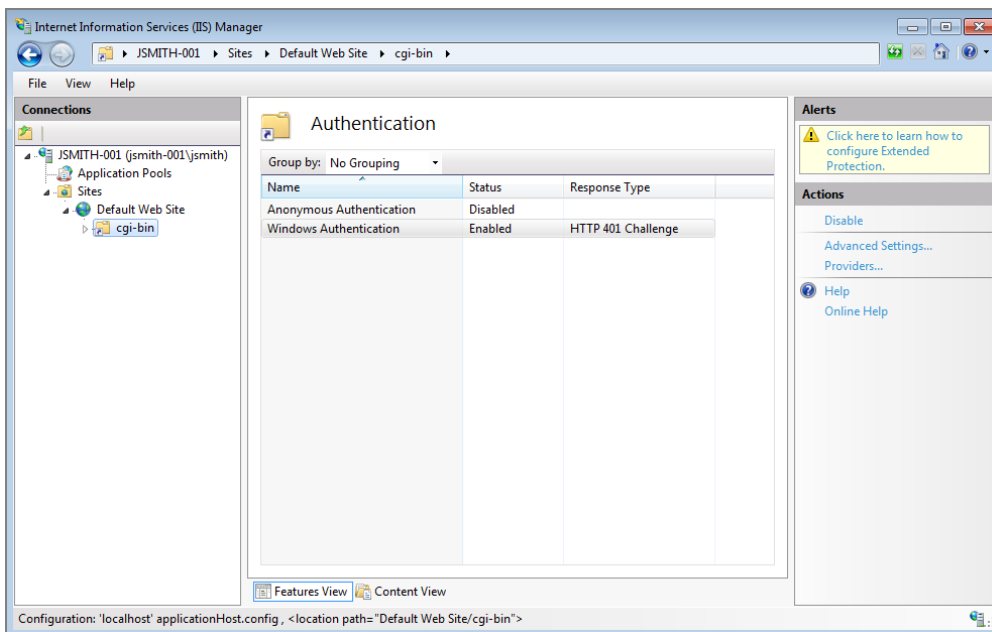 Internet Information Services (IIS) Manager
JSMITH-001 Sites Default Web Site cgi-bin
File View Help
Connections
JSMITH-001 (jsmith-001\jsmith)
Application Pools
Sites
Default Web Site
cgi-bin
Authentication
Group by: No Grouping
Name Status Response Type
Anonymous Authentication Disabled
Windows Authentication Enabled HTTP 401 Challenge
Features View Content View
Alerts
Click here to learn how to
configure Extended
Protection.
Actions
Disable
Advanced Settings...
Providers...
Help
Online Help
Configuration: 'localhost' applicationHost.config , <location path="Default Web Site/cgi-bin">